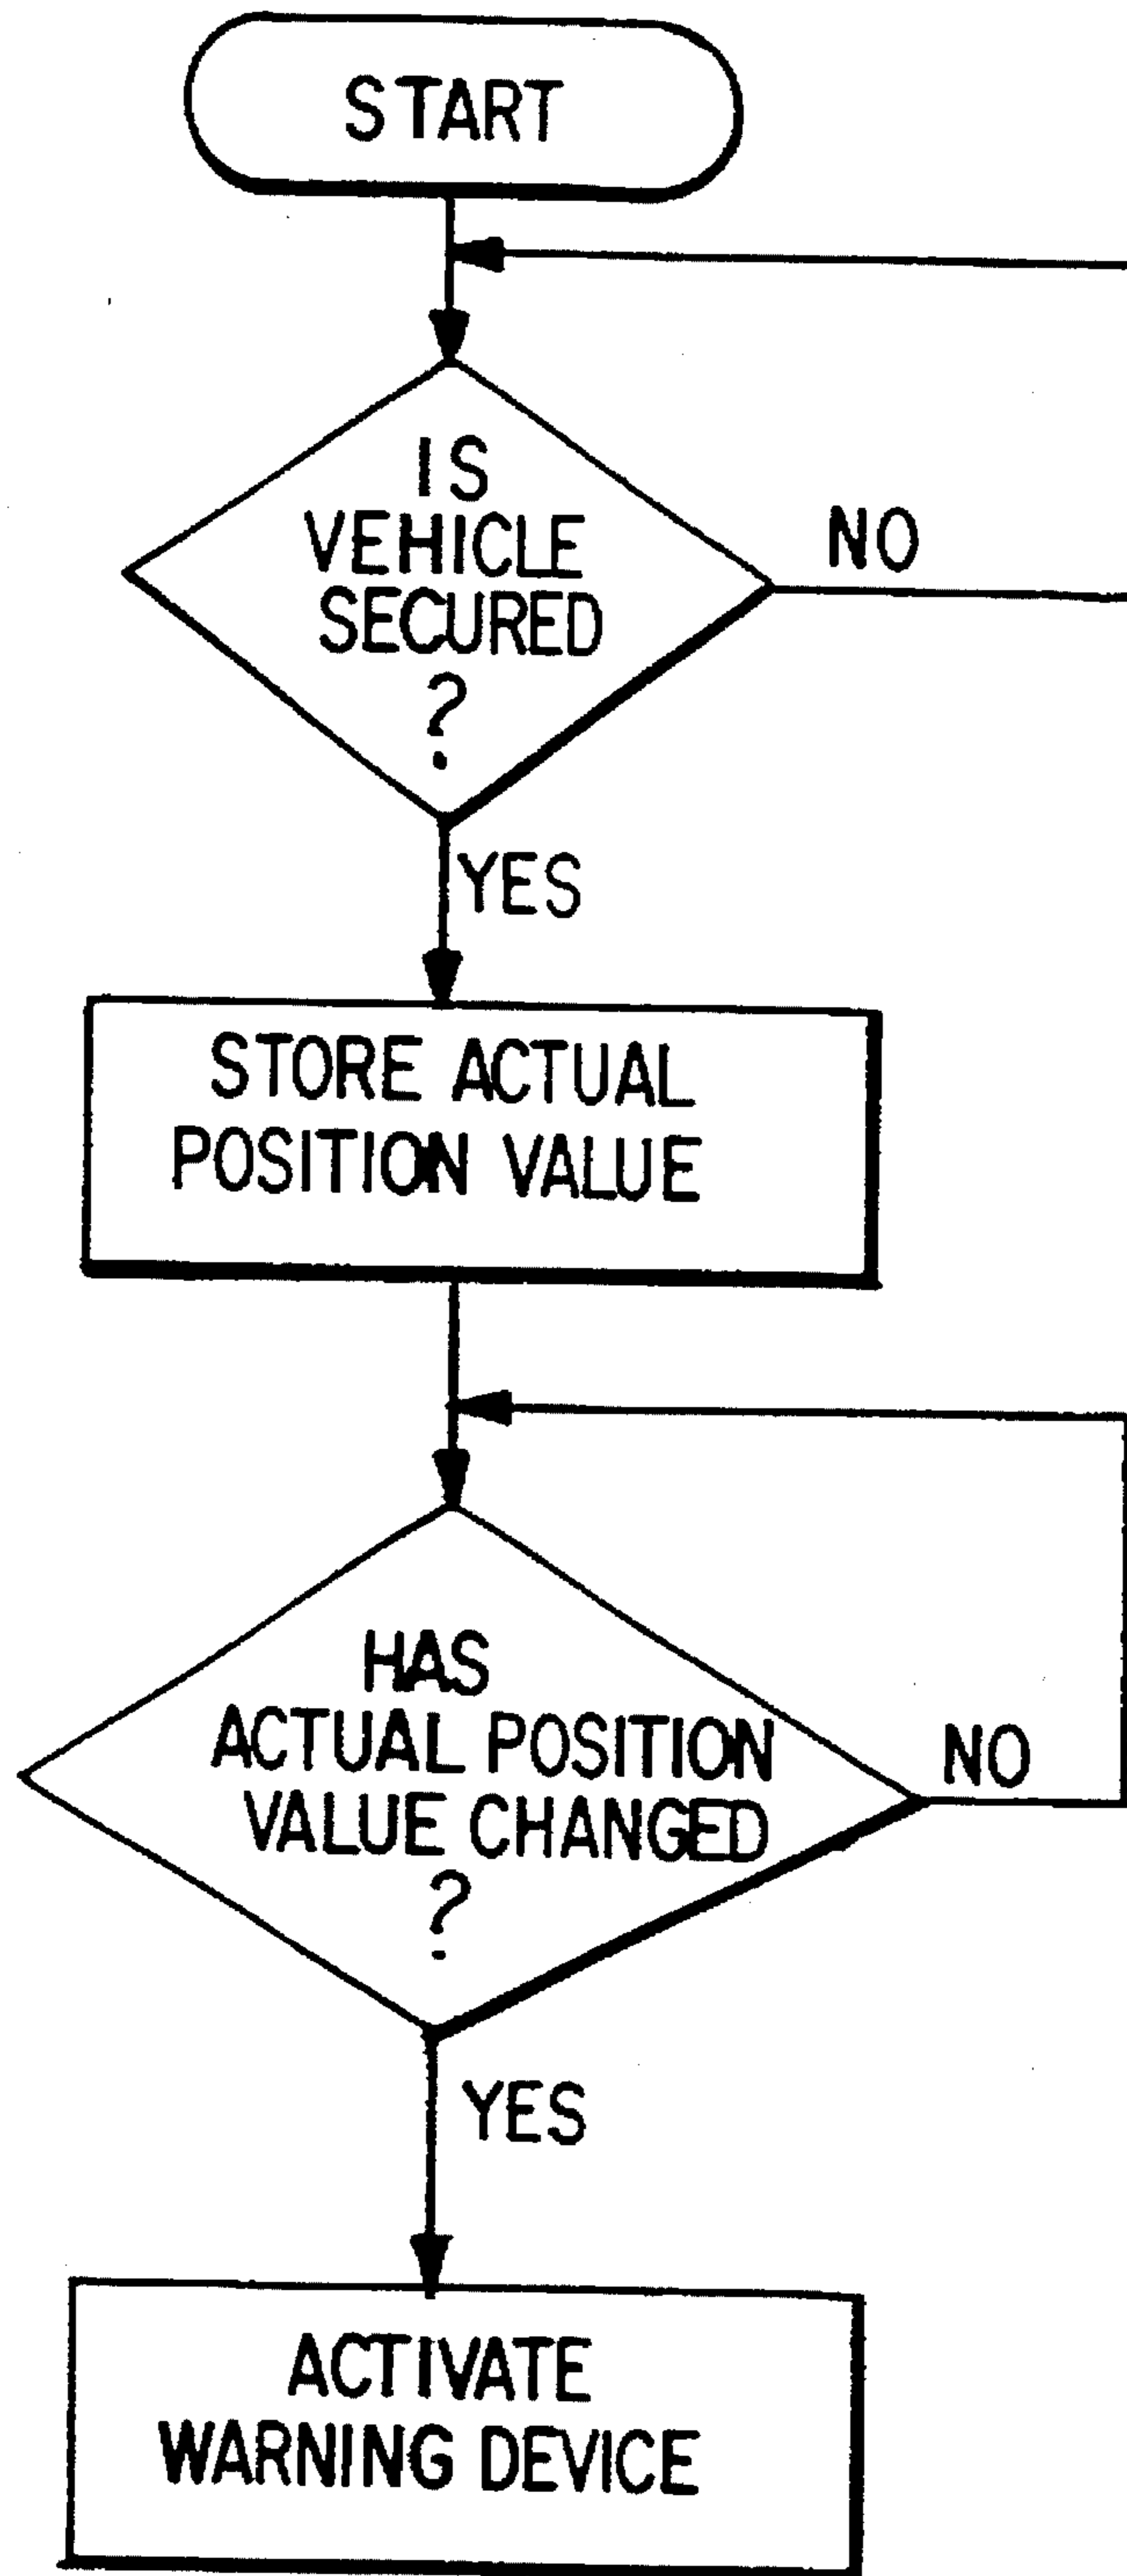 START
IS
VEHICLE
SECURED
?
NO
YES
STORE ACTUAL
POSITION VALUE
HAS
ACTUAL POSITION
VALUE CHANGED
?
NO
YES
ACTIVATE
WARNING DEVICE